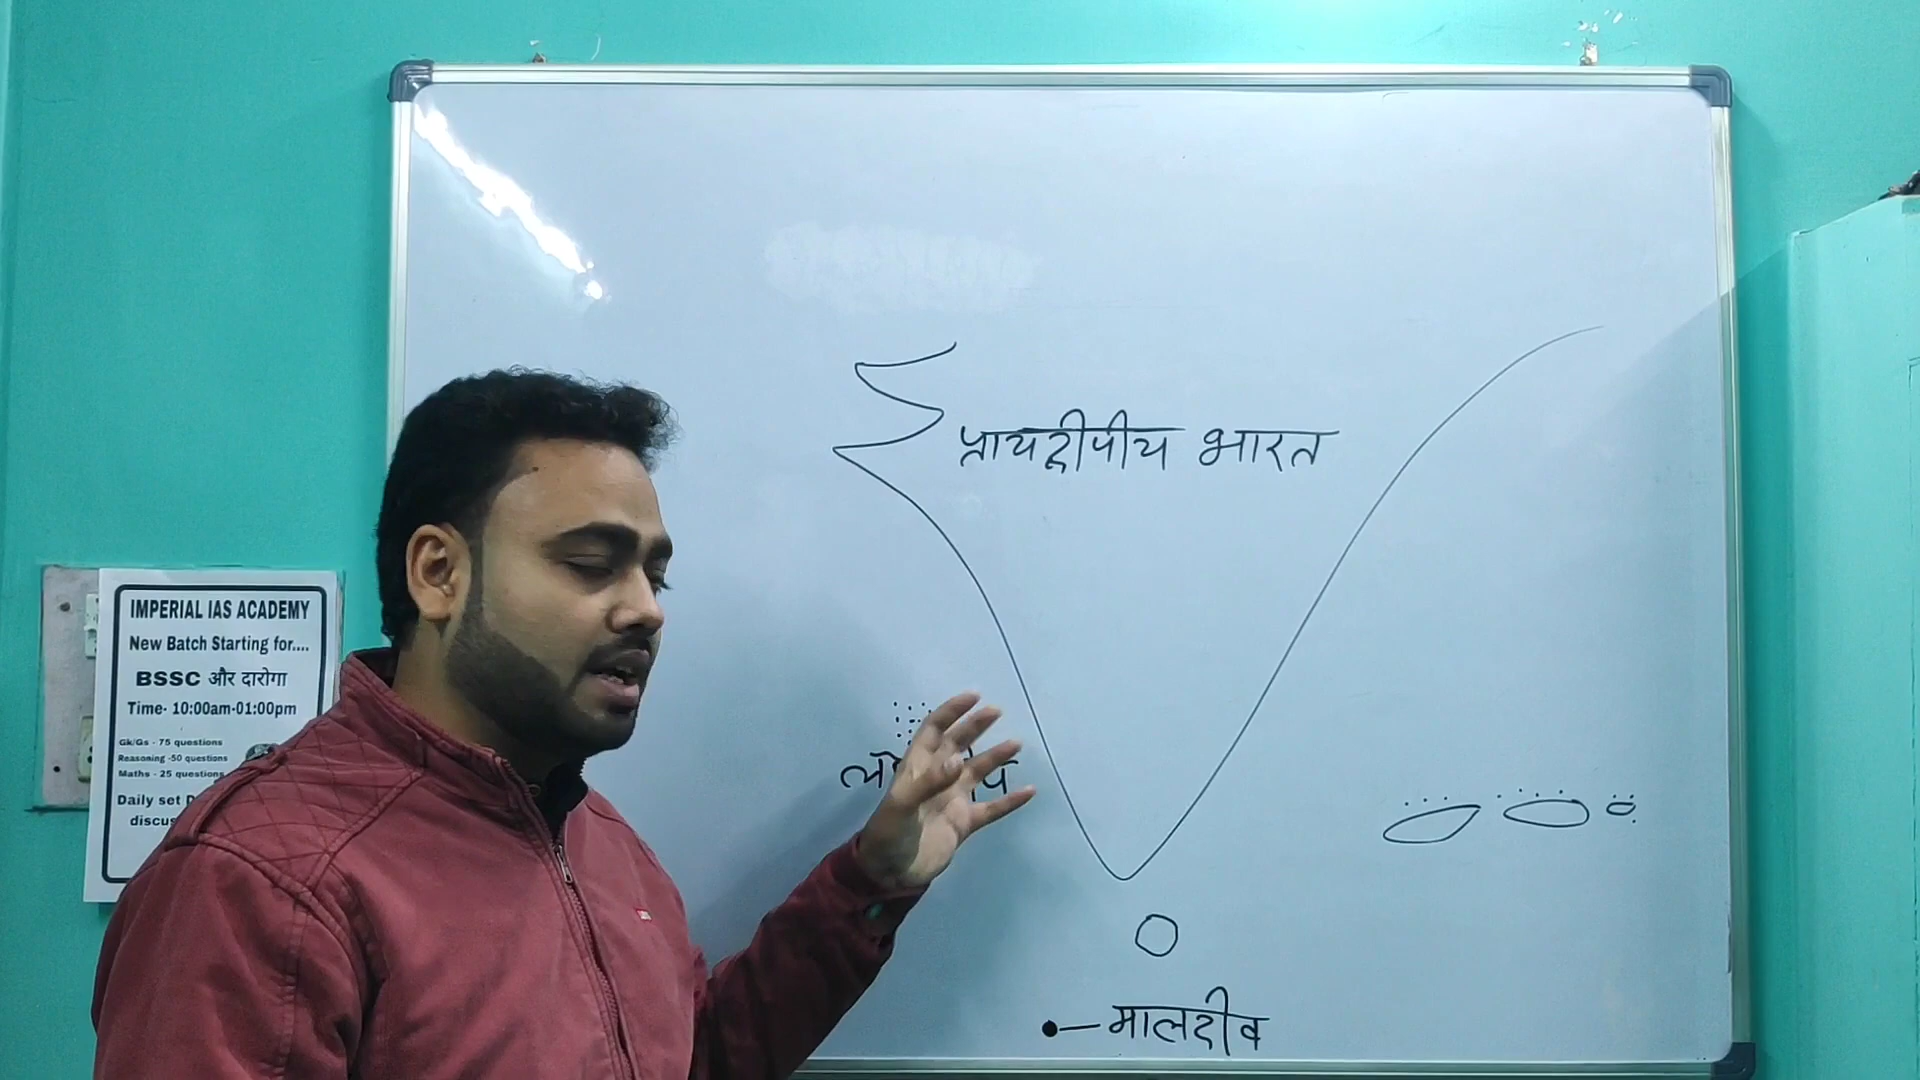 प्रायद्वीपीय भारत
मालदीव
IMPERIAL IAS ACADEMY
New Batch Starting for....
BSSC और दारोगा
Time- 10:00am-01:00pm
Gk/Gs - 75 questions
Reasoning -50 questions
Maths - 25 questions
Daily set